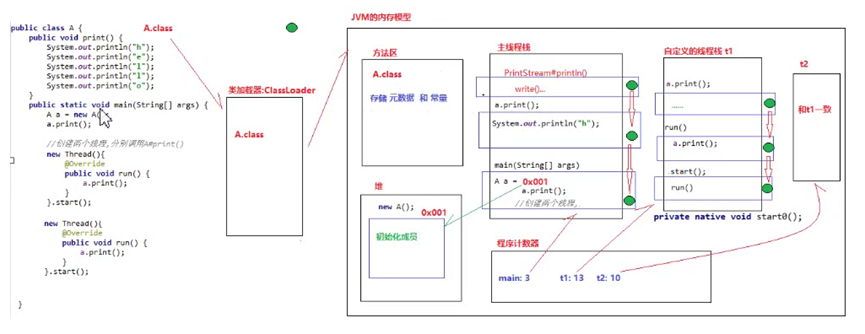 public class A {
public void print() {
System.out.println("h");
System.out.println("e");
System.out.println("l");
System.out.println("l");
System.out.println("o");
}
public static void main(String[] args) {
A a = new A();
a.print();
//创建两个线程,分别调用A#print()
new Thread(){
@Override
public void run() {
a.print();
}
}.start();
new Thread(){
@Override
public void run() {
a.print();
}
}.start();
}
A.class
类加载器:ClassLoader
A.class
JVM的内存模型
方法区
A.class
存储 元数据 和 常量
堆
new A();
0x001
初始化成员
主线程栈
PrintStream#println()
write()...
a.print();
System.out.println("h");
main(String[] args)
A a = 0x001
a.print();
//创建两个线程,
自定义的线程栈 t1
a.print();
......
run()
a.print();
start();
run()
private native void start0();
t2
和t1一致
程序计数器
main: 3
t1: 13
t2: 10